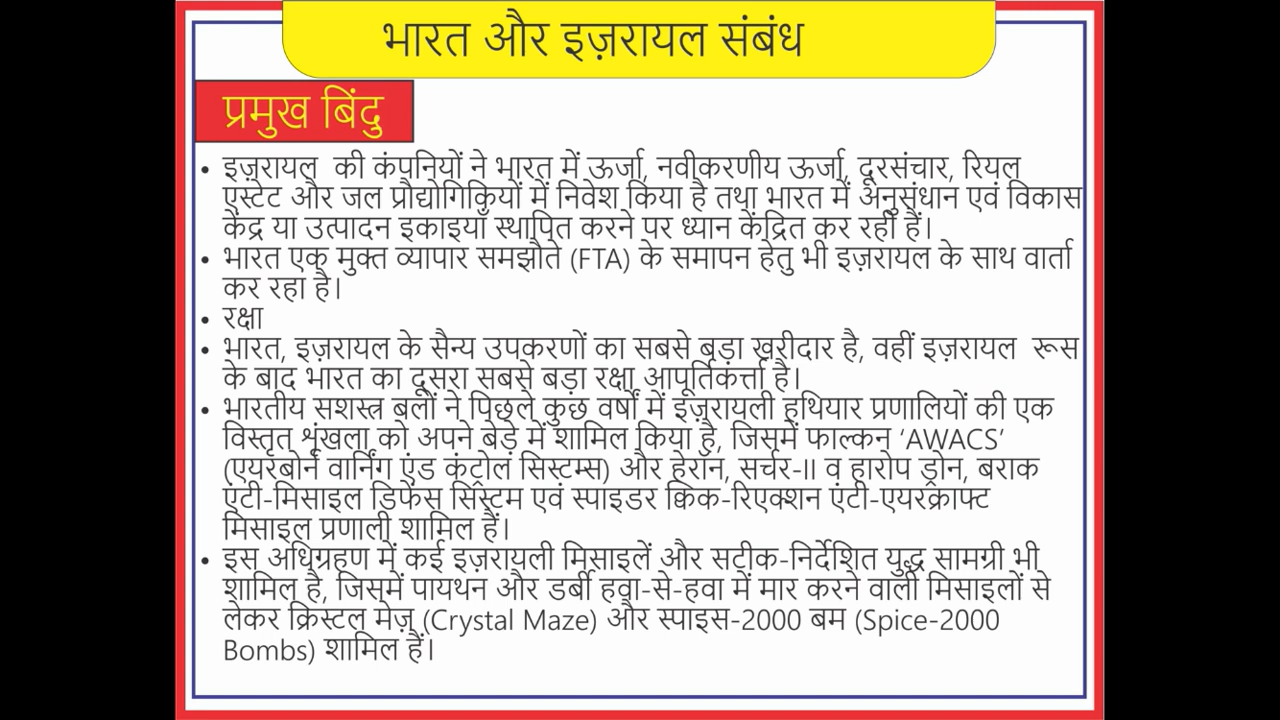 भारत और इज़रायल संबंध
प्रमुख बिंदु
• इज़रायल की कंपनियों ने भारत में ऊर्जा, नवीकरणीय ऊर्जा, दूरसंचार, रियल
एस्टेट और जल प्रौद्योगिकियों में निवेश किया है तथा भारत में अनुसंधान एवं विकास
केंद्र या उत्पादन इकाइयाँ स्थापित करने पर ध्यान केंद्रित कर रही हैं।
• भारत एक मुक्त व्यापार समझौते (FTA) के समापन हेतु भी इज़रायल के साथ वार्ता
कर रहा है।
• रक्षा
• भारत, इज़रायल के सैन्य उपकरणों का सबसे बड़ा खरीदार है, वहीं इज़रायल रूस
के बाद भारत का दूसरा सबसे बड़ा रक्षा आपूर्तिकर्त्ता है।
• भारतीय सशस्त्र बलों ने पिछले कुछ वर्षों में इज़रायली हथियार प्रणालियों की एक
विस्तृत शृंखला को अपने बेड़े में शामिल किया है, जिसमें फाल्कन ‘AWACS’
(एयरबोर्न वार्निंग एंड कंट्रोल सिस्टम्स) और हेरॉन, सर्चर-II व हारोप ड्रोन, बराक
एंटी-मिसाइल डिफेंस सिस्टम एवं स्पाइडर क्विक-रिएक्शन एंटी-एयरक्राफ्ट
मिसाइल प्रणाली शामिल हैं।
• इस अधिग्रहण में कई इज़रायली मिसाइलें और सटीक-निर्देशित युद्ध सामग्री भी
शामिल है, जिसमें पायथन और डर्बी हवा-से-हवा में मार करने वाली मिसाइलों से
लेकर क्रिस्टल मेज़ (Crystal Maze) और स्पाइस-2000 बम (Spice-2000
Bombs) शामिल हैं।